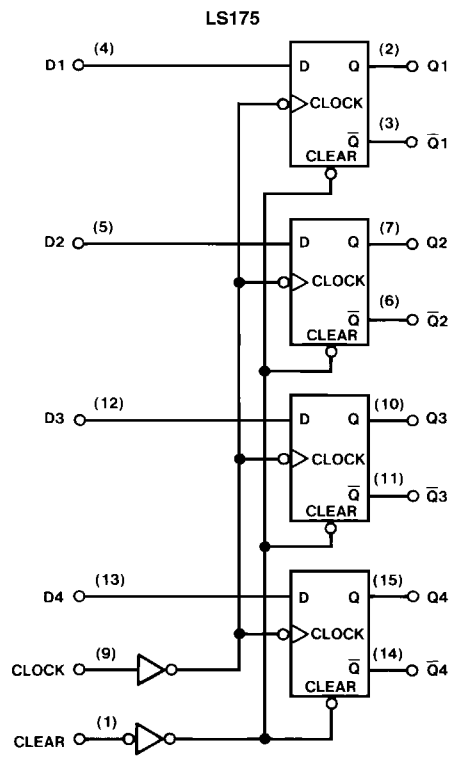 LS175
D1 (4) D Q (2) Q1
CLOCK
Q̅ (3) Q̅1
CLEAR
D2 (5) D Q (7) Q2
CLOCK
Q̅ (6) Q̅2
CLEAR
D3 (12) D Q (10) Q3
CLOCK
Q̅ (11) Q̅3
CLEAR
D4 (13) D Q (15) Q4
CLOCK
CLOCK (9) Q̅ (14) Q̅4
CLEAR
CLEAR (1)